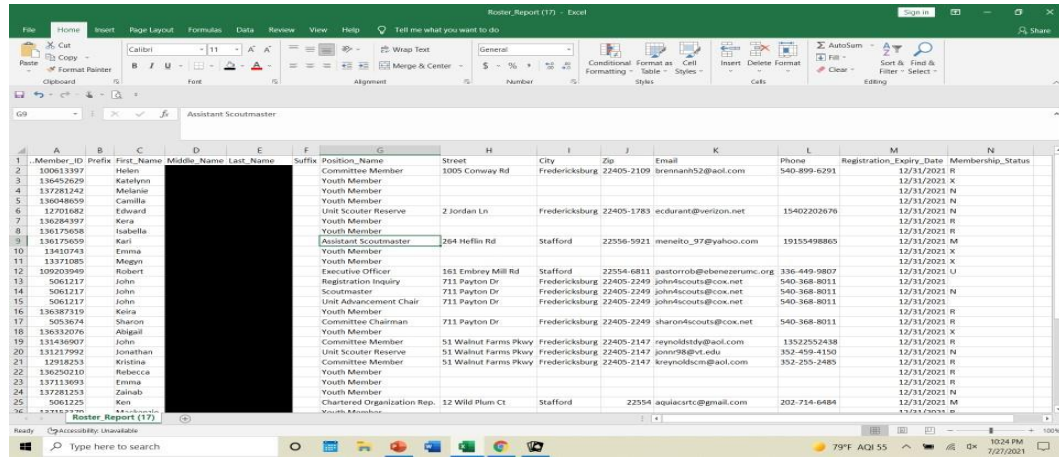 Roster_Report (17) - Excel
Sign in
File Home Insert Page Layout Formulas Data Review View Help Tell me what you want to do Share
Cut
Copy
Paste
Format Painter
Clipboard
Calibri 11
Font
Wrap Text
Merge & Center
Alignment
General
Number
Conditional Formatting Format as Table Cell Styles
Styles
Insert Delete Format
Cells
AutoSum
Fill
Clear
Sort & Filter Find & Select
Editing
G9 fx Assistant Scoutmaster
A B C D E F G H I J K L M N
1 ..Member_ID Prefix First_Name Middle_Name Last_Name Suffix Position_Name Street City Zip Email Phone Registration_Expiry_Date Membership_Status
2 100613397 Helen Committee Member 1005 Conway Rd Fredericksburg 22405-2109 brennanh52@aol.com 540-899-6291 12/31/2021 R
3 136452629 Katelynn Youth Member 12/31/2021 X
4 137281242 Melanie Youth Member 12/31/2021 N
5 136048659 Camilla Youth Member 12/31/2021 N
6 12701682 Edward Unit Scouter Reserve 2 Jordan Ln Fredericksburg 22405-1783 ecdurant@verizon.net 15402202676 12/31/2021 N
7 136284397 Kera Youth Member 12/31/2021 R
8 136175658 Isabella Youth Member 12/31/2021 R
9 136175659 Kari Assistant Scoutmaster 264 Heflin Rd Stafford 22556-5921 meneito_97@yahoo.com 19155498865 12/31/2021 M
10 13410743 Emma Youth Member 12/31/2021 X
11 13371085 Megyn Youth Member 12/31/2021 X
12 109203949 Robert Executive Officer 161 Embrey Mill Rd Stafford 22554-6811 pastorrob@ebenezerumc.org 336-449-9807 12/31/2021 U
13 5061217 John Registration Inquiry 711 Payton Dr Fredericksburg 22405-2249 john4scouts@cox.net 540-368-8011 12/31/2021
14 5061217 John Scoutmaster 711 Payton Dr Fredericksburg 22405-2249 john4scouts@cox.net 540-368-8011 12/31/2021 N
15 5061217 John Unit Advancement Chair 711 Payton Dr Fredericksburg 22405-2249 john4scouts@cox.net 540-368-8011 12/31/2021
16 136387319 Keira Youth Member 12/31/2021 R
17 5053674 Sharon Committee Chairman 711 Payton Dr Fredericksburg 22405-2249 sharon4scouts@cox.net 540-368-8011 12/31/2021 R
18 136332076 Abigail Youth Member 12/31/2021 X
19 131436907 John Committee Member 51 Walnut Farms Pkwy Fredericksburg 22405-2147 reynoldstdy@aol.com 13522552438 12/31/2021 R
20 131217992 Jonathan Unit Scouter Reserve 51 Walnut Farms Pkwy Fredericksburg 22405-2147 jonnr98@vt.edu 352-459-4150 12/31/2021 N
21 12918253 Kristina Committee Member 51 Walnut Farms Pkwy Fredericksburg 22405-2147 kreynoldscm@aol.com 352-255-2485 12/31/2021 R
22 136250210 Rebecca Youth Member 12/31/2021 R
23 137113693 Emma Youth Member 12/31/2021 R
24 137281253 Zainab Youth Member 12/31/2021 N
25 5061225 Ken Chartered Organization Rep. 12 Wild Plum Ct Stafford 22554 aquiacsrtc@gmail.com 202-714-6484 12/31/2021 M
Roster_Report (17)
Ready Accessibility: Unavailable 100%
Type here to search 79°F AQI 55 10:24 PM
7/27/2021